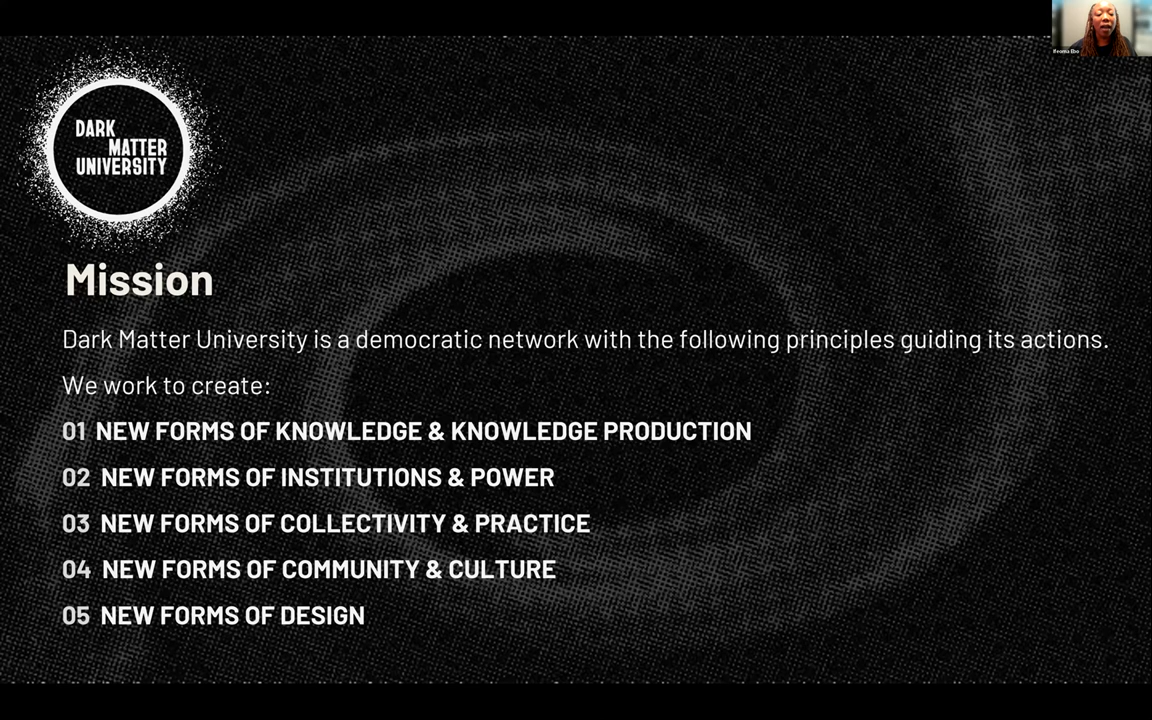 Ifeoma Ebo
DARK
MATTER
UNIVERSITY
Mission
Dark Matter University is a democratic network with the following principles guiding its actions.
We work to create:
01 NEW FORMS OF KNOWLEDGE & KNOWLEDGE PRODUCTION
02 NEW FORMS OF INSTITUTIONS & POWER
03 NEW FORMS OF COLLECTIVITY & PRACTICE
04 NEW FORMS OF COMMUNITY & CULTURE
05 NEW FORMS OF DESIGN